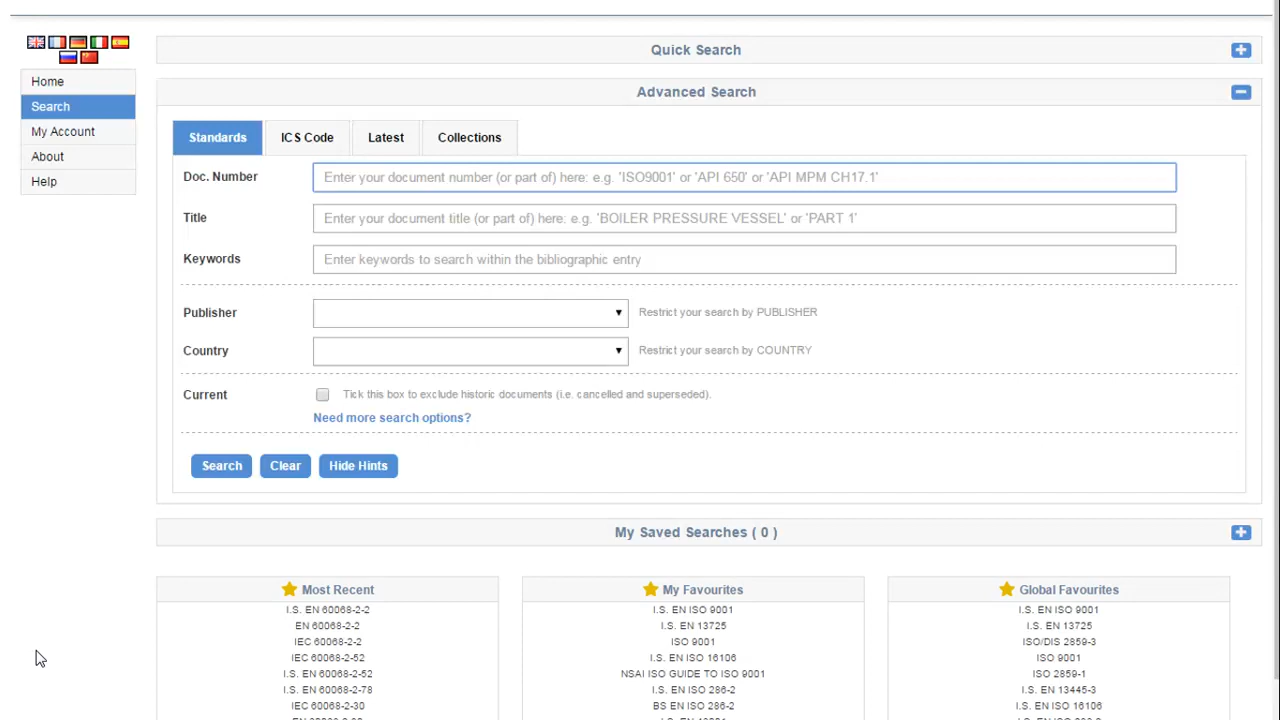 Quick Search
Advanced Search
Home
Search
My Account
About
Help
Standards ICS Code Latest Collections
Doc. Number Enter your document number (or part of) here: e.g. 'ISO9001' or 'API 650' or 'API MPM CH17.1'
Title Enter your document title (or part of) here: e.g. 'BOILER PRESSURE VESSEL' or 'PART 1'
Keywords Enter keywords to search within the bibliographic entry
Publisher Restrict your search by PUBLISHER
Country Restrict your search by COUNTRY
Current Tick this box to exclude historic documents (i.e. cancelled and superseded).
Need more search options?
Search Clear Hide Hints
My Saved Searches ( 0 )
Most Recent
I.S. EN 60068-2-2
EN 60068-2-2
IEC 60068-2-2
IEC 60068-2-52
I.S. EN 60068-2-52
I.S. EN 60068-2-78
IEC 60068-2-30
My Favourites
I.S. EN ISO 9001
I.S. EN 13725
ISO 9001
I.S. EN ISO 16106
NSAI ISO GUIDE TO ISO 9001
I.S. EN ISO 286-2
BS EN ISO 286-2
Global Favourites
I.S. EN ISO 9001
I.S. EN 13725
ISO/DIS 2859-3
ISO 9001
ISO 2859-1
I.S. EN 13445-3
I.S. EN ISO 16106